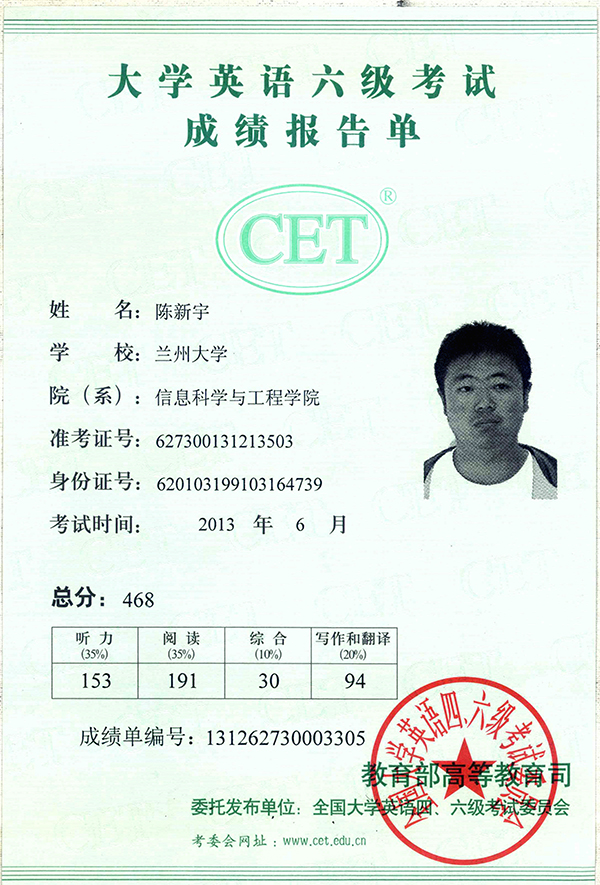 大学英语六级考试
成绩报告单
CET®
姓 名：陈新宇
学 校：兰州大学
院（系）：信息科学与工程学院
准考证号：627300131213503
身份证号：620103199103164739
考试时间： 2013 年 6 月
总分：468
听力 阅读 综合 写作和翻译
(35%) (35%) (10%) (20%)
153 191 30 94
成绩单编号：131262730003305
全国大学英语四、六级考试委员会
教育部高等教育司
委托发布单位：全国大学英语四、六级考试委员会
考委会网址：www.cet.edu.cn